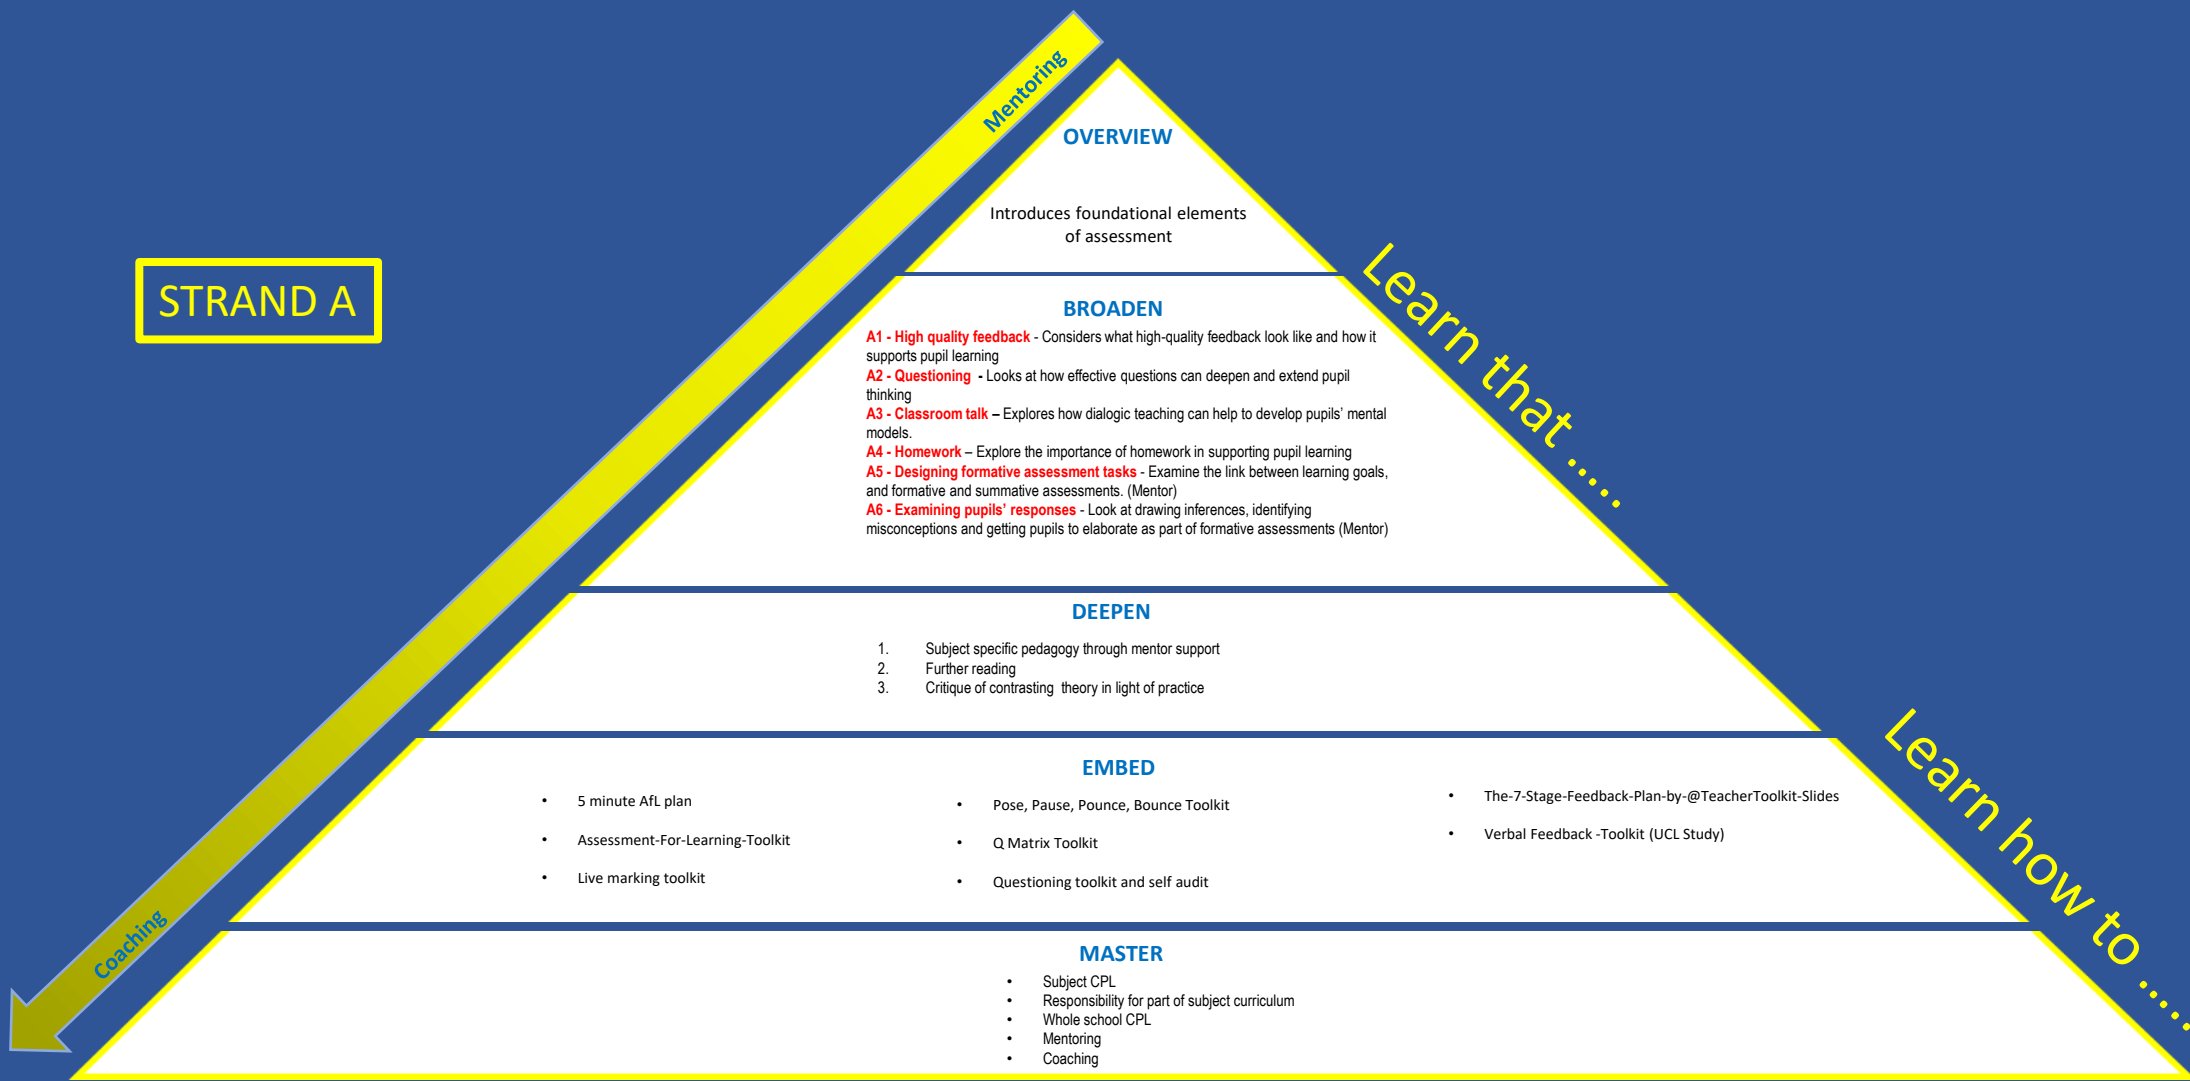 Mentoring
OVERVIEW
Introduces foundational elements
of assessment
STRAND A
Learn that .....
BROADEN
A1 - High quality feedback - Considers what high-quality feedback look like and how it
supports pupil learning
A2 - Questioning - Looks at how effective questions can deepen and extend pupil
thinking
A3 - Classroom talk – Explores how dialogic teaching can help to develop pupils’ mental
models.
A4 - Homework – Explore the importance of homework in supporting pupil learning
A5 - Designing formative assessment tasks - Examine the link between learning goals,
and formative and summative assessments. (Mentor)
A6 - Examining pupils’ responses - Look at drawing inferences, identifying
misconceptions and getting pupils to elaborate as part of formative assessments (Mentor)
DEEPEN
1. Subject specific pedagogy through mentor support
2. Further reading
3. Critique of contrasting theory in light of practice
Learn how to .....
EMBED
• 5 minute AfL plan
• Assessment-For-Learning-Toolkit
• Live marking toolkit
• Pose, Pause, Pounce, Bounce Toolkit
• Q Matrix Toolkit
• Questioning toolkit and self audit
• The-7-Stage-Feedback-Plan-by-@TeacherToolkit-Slides
• Verbal Feedback -Toolkit (UCL Study)
Coaching
MASTER
• Subject CPL
• Responsibility for part of subject curriculum
• Whole school CPL
• Mentoring
• Coaching